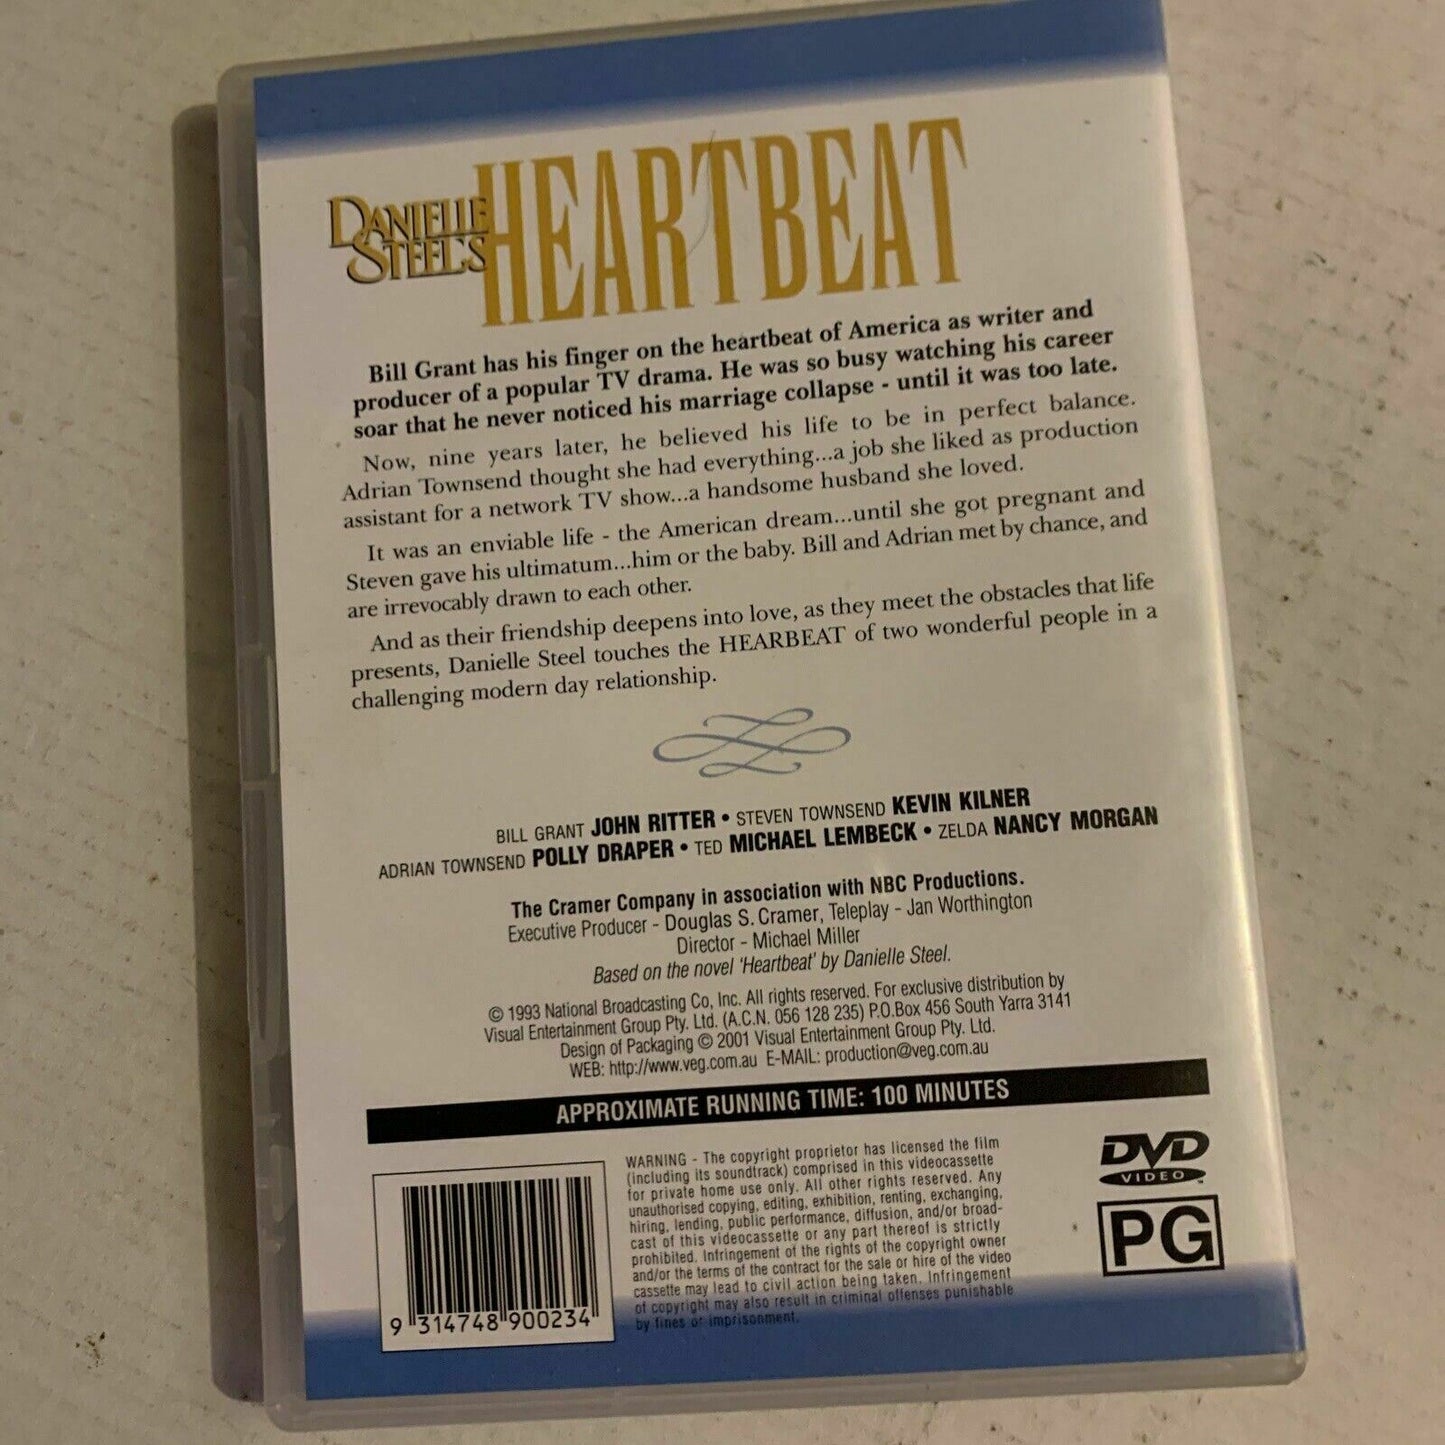 DANIELLE
STEEL'S
HEARTBEAT
Bill Grant has his finger on the heartbeat of America as writer and
producer of a popular TV drama. He was so busy watching his career
soar that he never noticed his marriage collapse - until it was too late.
Now, nine years later, he believed his life to be in perfect balance.
Adrian Townsend thought she had everything...a job she liked as production
assistant for a network TV show...a handsome husband she loved.
It was an enviable life - the American dream...until she got pregnant and
Steven gave his ultimatum...him or the baby. Bill and Adrian met by chance, and
are irrevocably drawn to each other.
And as their friendship deepens into love, as they meet the obstacles that life
presents, Danielle Steel touches the HEARBEAT of two wonderful people in a
challenging modern day relationship.
BILL GRANT JOHN RITTER • STEVEN TOWNSEND KEVIN KILNER
ADRIAN TOWNSEND POLLY DRAPER • TED MICHAEL LEMBECK • ZELDA NANCY MORGAN
The Cramer Company in association with NBC Productions.
Executive Producer - Douglas S. Cramer, Teleplay - Jan Worthington
Director - Michael Miller
Based on the novel 'Heartbeat' by Danielle Steel.
© 1993 National Broadcasting Co, Inc. All rights reserved. For exclusive distribution by
Visual Entertainment Group Pty. Ltd. (A.C.N. 056 128 235) P.O.Box 456 South Yarra 3141
Design of Packaging © 2001 Visual Entertainment Group Pty. Ltd.
WEB: http://www.veg.com.au E-MAIL: production@veg.com.au
APPROXIMATE RUNNING TIME: 100 MINUTES
WARNING - The copyright proprietor has licensed the film
(including its soundtrack) comprised in this videocassette
for private home use only. All other rights reserved. Any
unauthorised copying, editing, exhibition, renting, exchanging,
hiring, lending, public performance, diffusion, and/or broad-
cast of this videocassette or any part thereof is strictly
prohibited. Infringement of the rights of the copyright owner
and/or the terms of the contract for the sale or hire of the video
cassette may lead to civil action being taken. Infringement
of copyright may also result in criminal offenses punishable
by fines or imprisonment.
9 314748 900234
DVD
VIDEO
PG